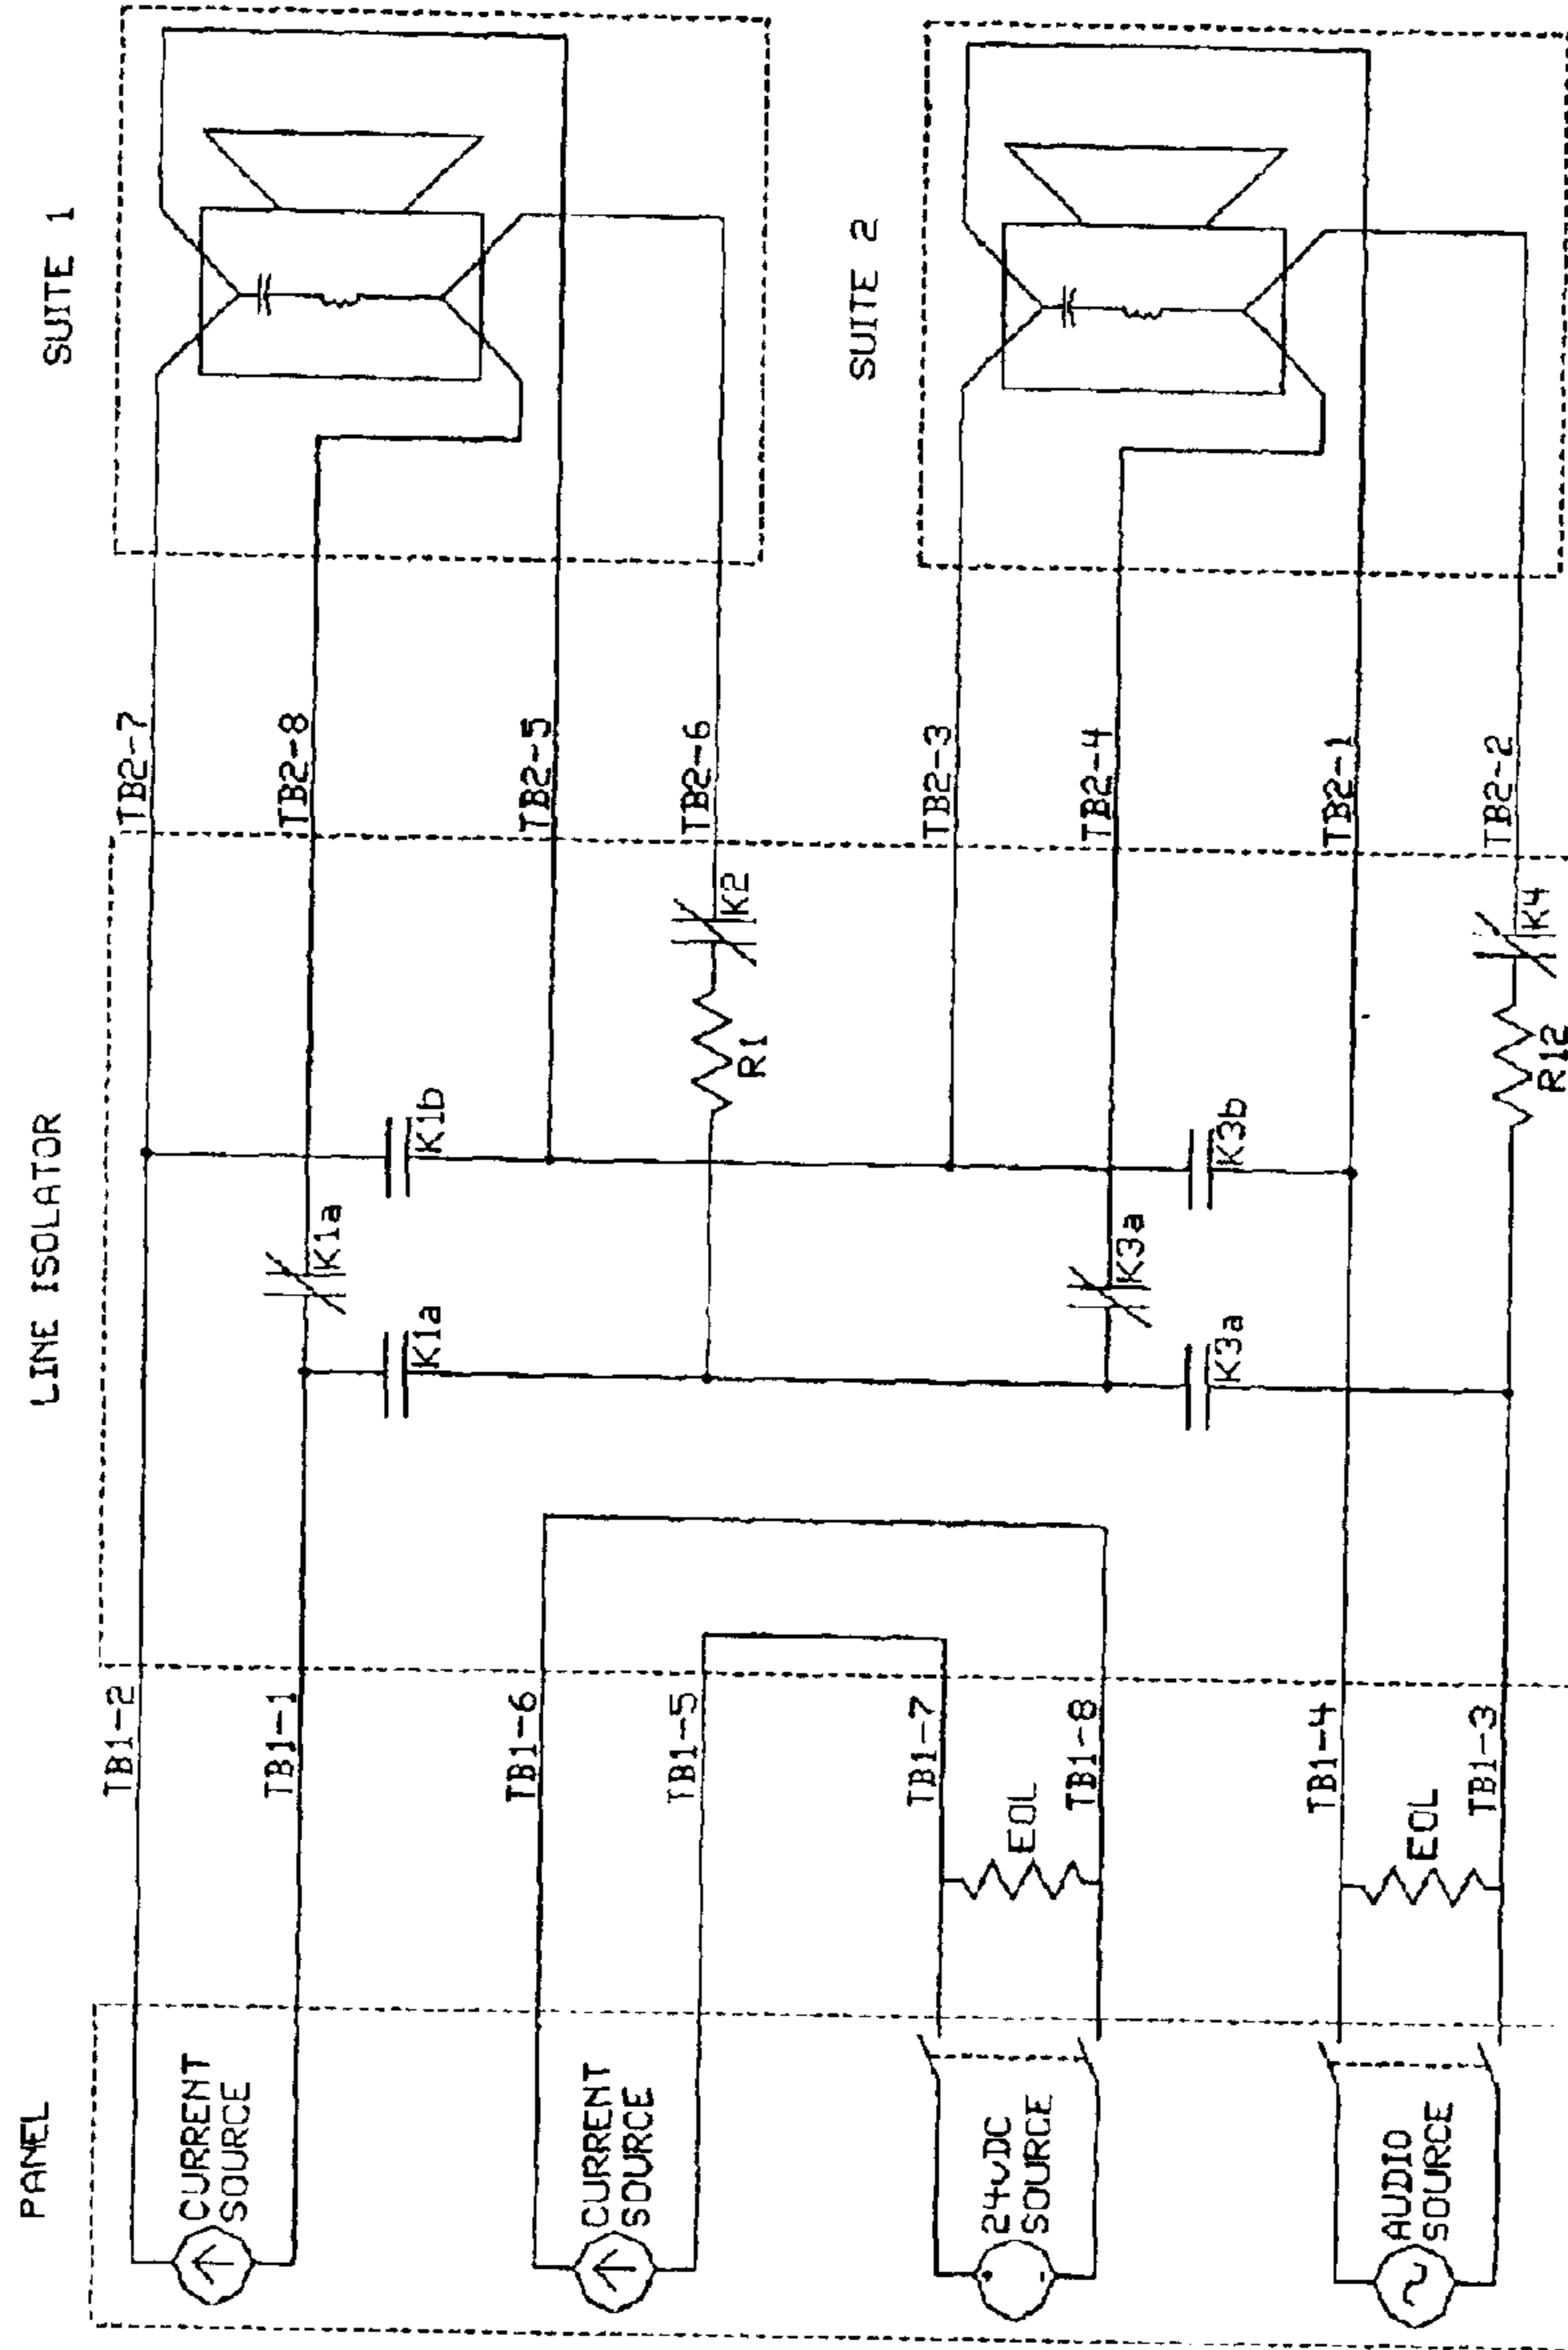 PANEL
LINE ISOLATOR
SUITE 1
SUITE 2
CURRENT
SOURCE
CURRENT
SOURCE
24vDC
SOURCE
AUDIO
SOURCE
TB1-2
TB1-1
TB1-6
TB1-5
TB1-7
EOL
TB1-8
TB1-4
EOL
TB1-3
K1a
K1a
K1b
R1
K2
K3a
K3a
K3b
R12
K4
TB2-7
TB2-8
TB2-5
TB2-6
TB2-3
TB2-4
TB2-1
TB2-2